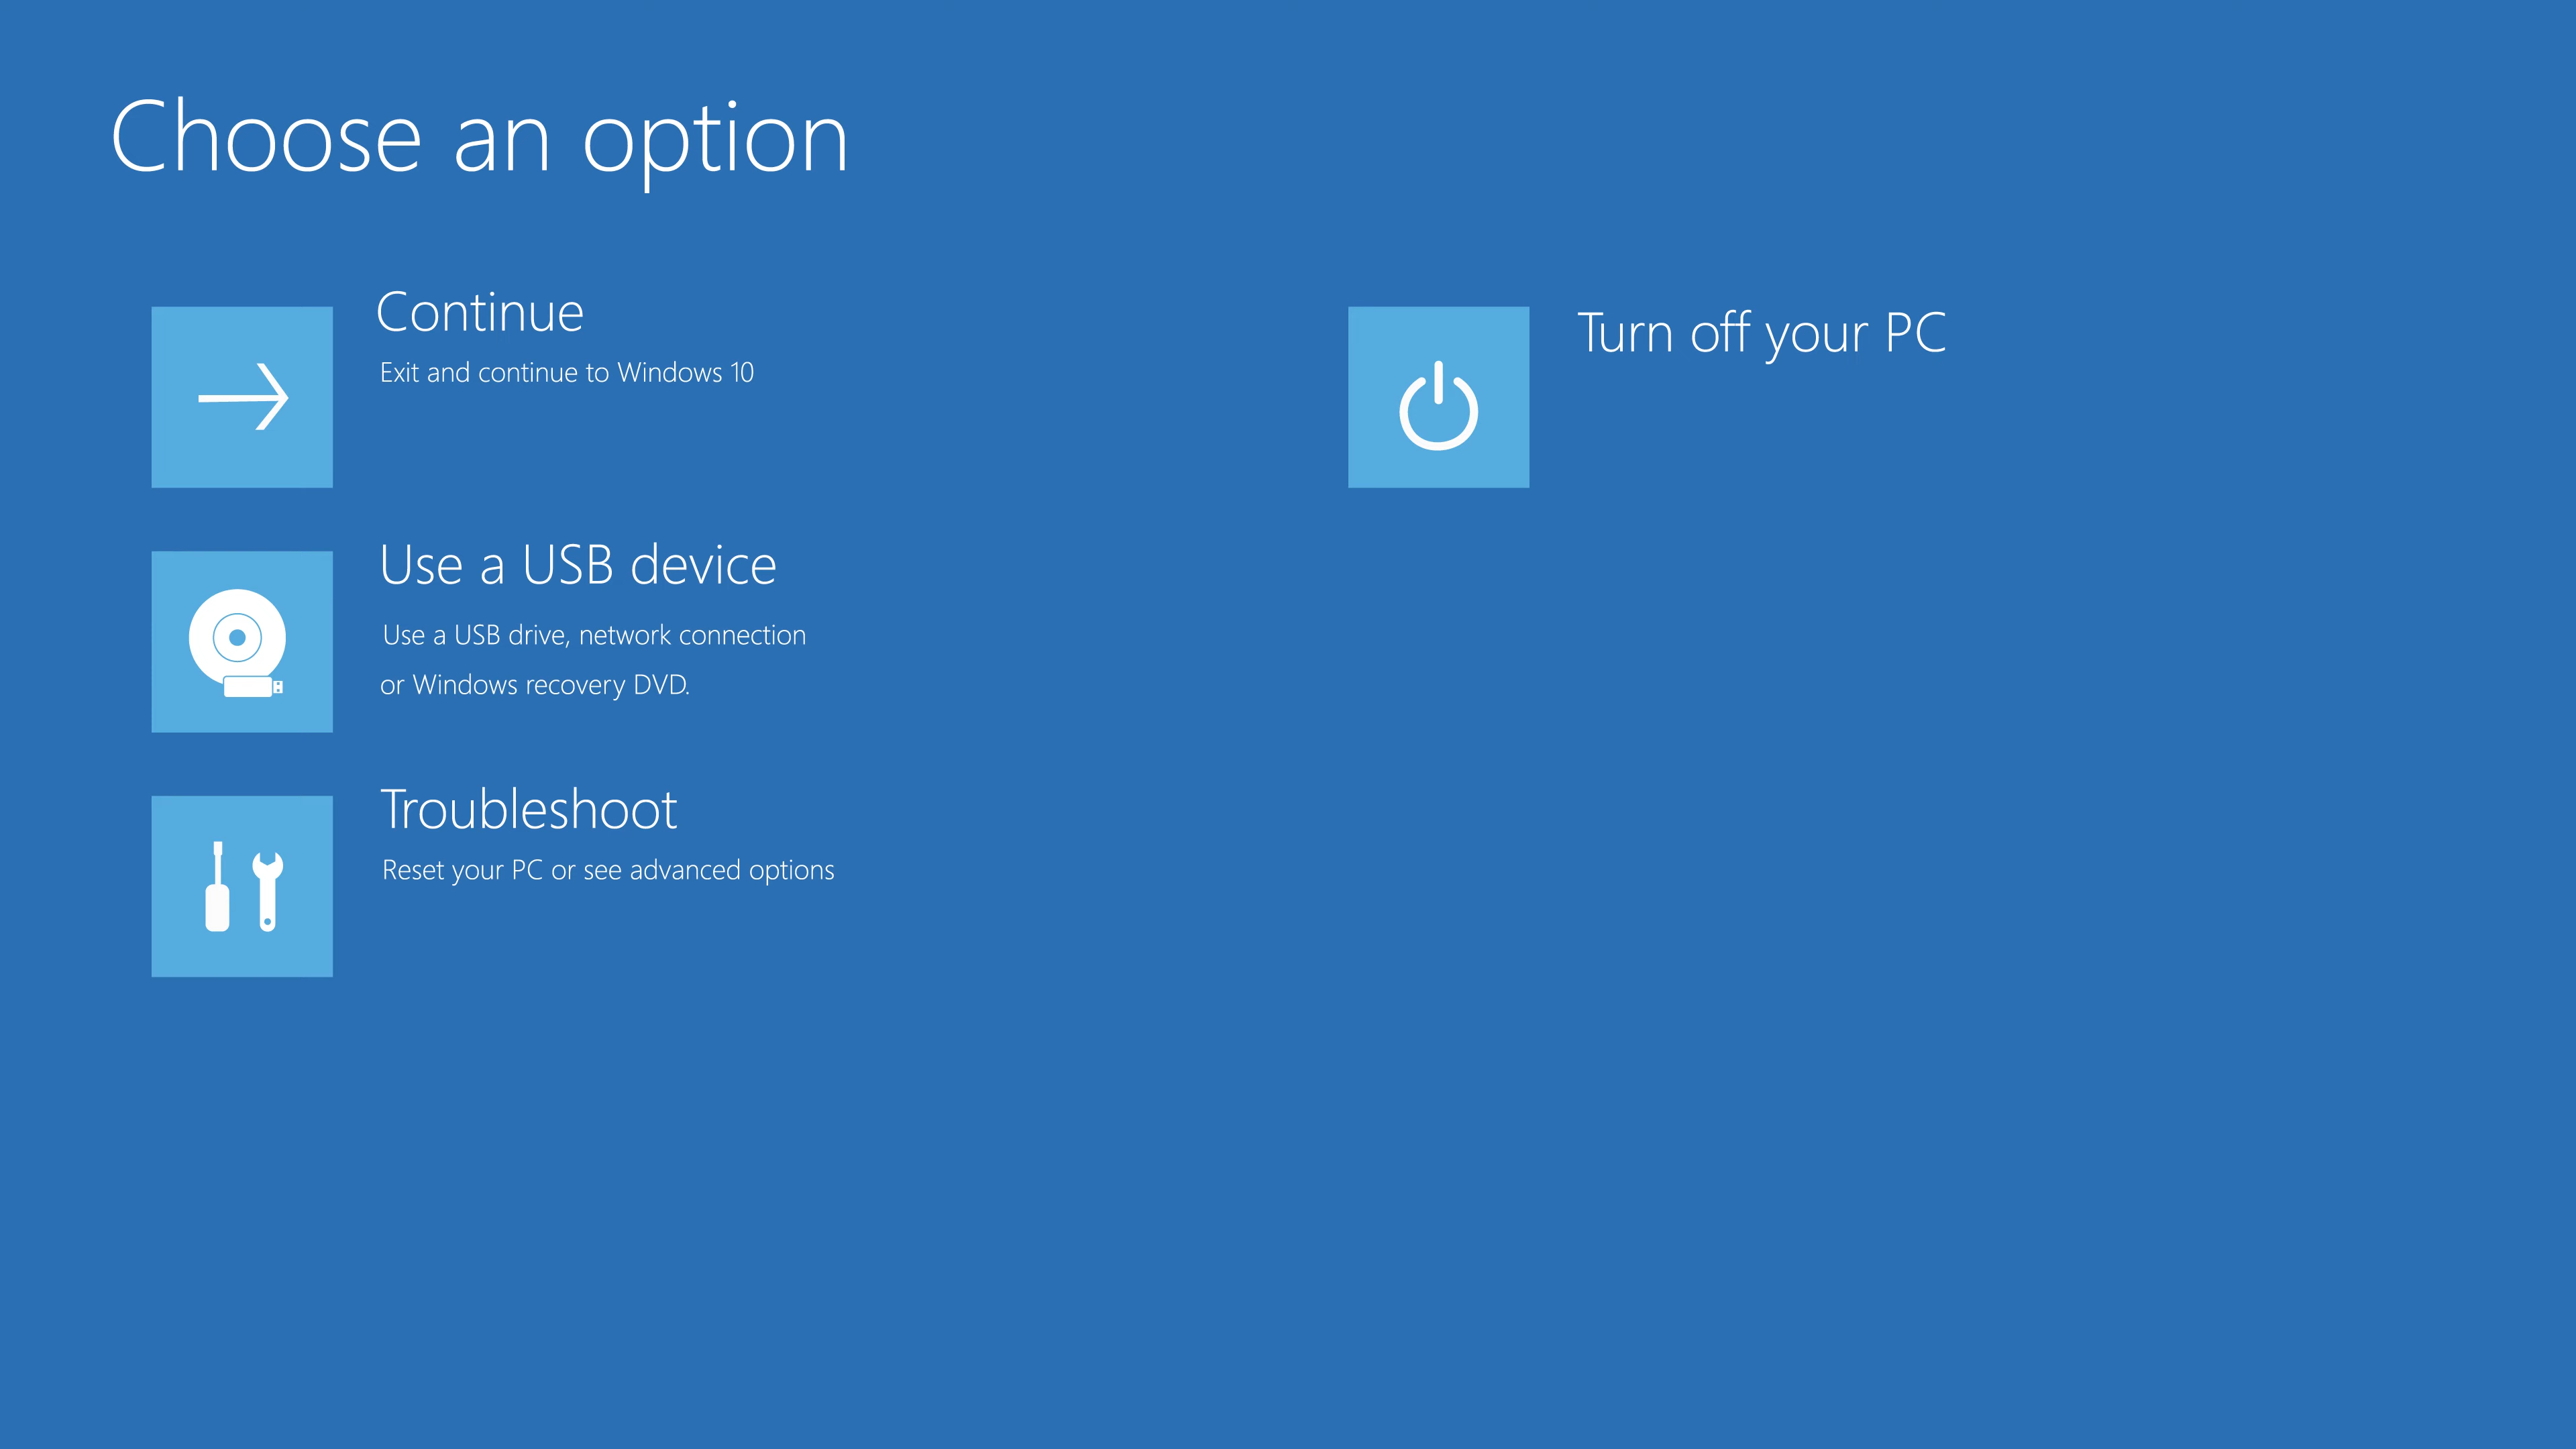 Choose an option
Continue
Exit and continue to Windows 10
Use a USB device
Use a USB drive, network connection
or Windows recovery DVD.
Troubleshoot
Reset your PC or see advanced options
Turn off your PC